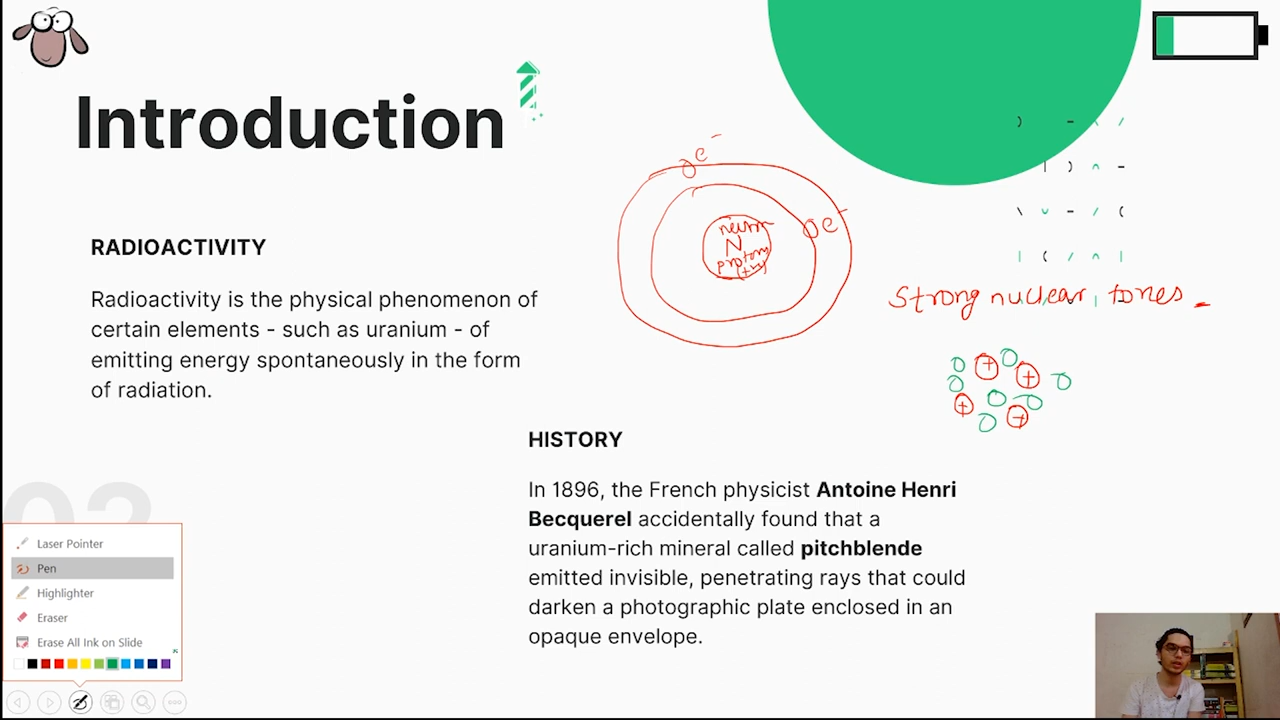 Introduction
RADIOACTIVITY
Radioactivity is the physical phenomenon of
certain elements - such as uranium - of
emitting energy spontaneously in the form
of radiation.
e-
e-
N
proton
(+ve)
Strong nuclear
+
+
+
+
HISTORY
In 1896, the French physicist Antoine Henri
Becquerel accidentally found that a
uranium-rich mineral called pitchblende
emitted invisible, penetrating rays that could
darken a photographic plate enclosed in an
opaque envelope.
02
Laser Pointer
Pen
Highlighter
Eraser
Erase All Ink on Slide